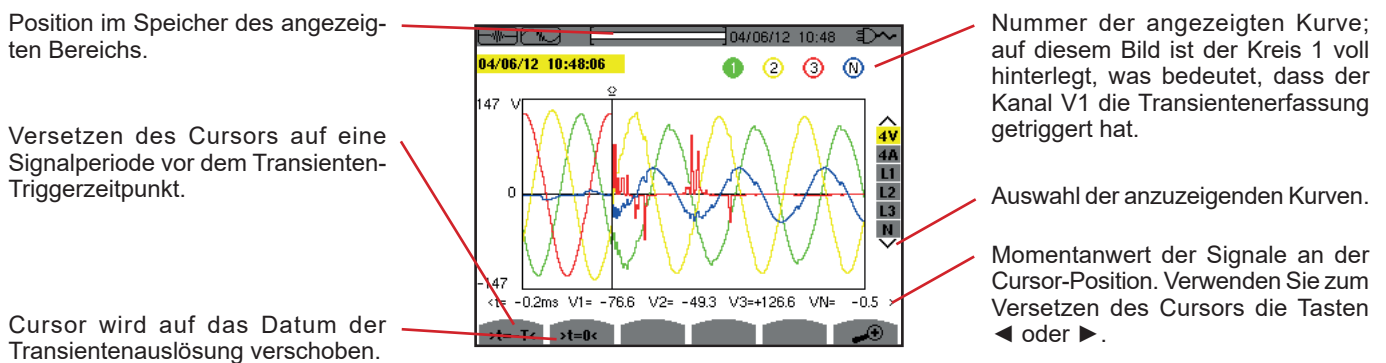 Position im Speicher des angezeig-
ten Bereichs.
Versetzen des Cursors auf eine
Signalperiode vor dem Transienten-
Triggerzeitpunkt.
Cursor wird auf das Datum der
Transientenauslösung verschoben.
04/06/12 10:48
04/06/12 10:48:06
1 2 3 N
147 V
0
-147
4V
4A
L1
L2
L3
N
<t= -0.2ms V1= -76.6 V2= -49.3 V3=+126.6 VN= -0.5 >
>t=-T< >t=0<
Nummer der angezeigten Kurve;
auf diesem Bild ist der Kreis 1 voll
hinterlegt, was bedeutet, dass der
Kanal V1 die Transientenerfassung
getriggert hat.
Auswahl der anzuzeigenden Kurven.
Momentanwert der Signale an der
Cursor-Position. Verwenden Sie zum
Versetzen des Cursors die Tasten
◄ oder ►.